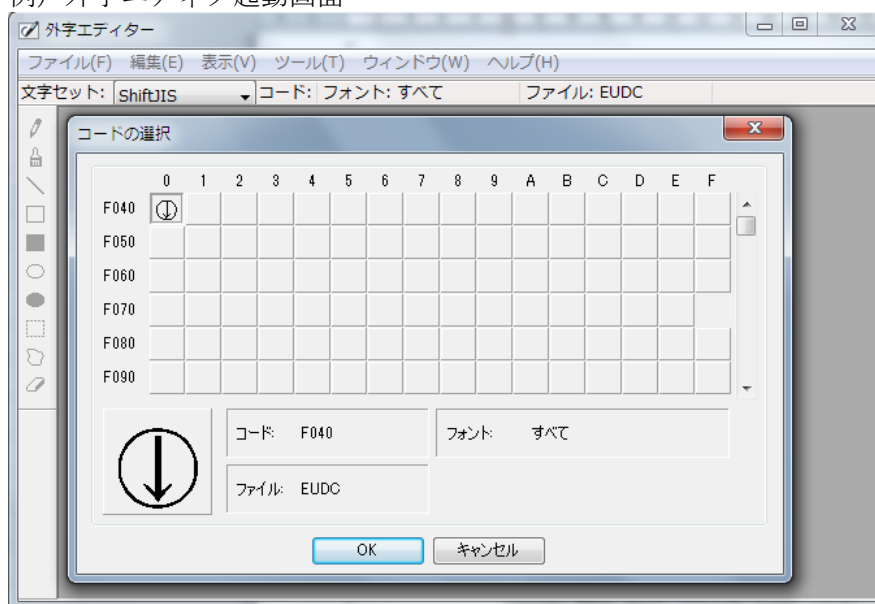 例）外字エディタ起動画面
外字エディター
ファイル(F) 編集(E) 表示(V) ツール(T) ウィンドウ(W) ヘルプ(H)
文字セット: ShiftJIS コード: フォント: すべて ファイル: EUDC
コードの選択
0 1 2 3 4 5 6 7 8 9 A B C D E F
F040
F050
F060
F070
F080
F090
コード: F040 フォント: すべて
ファイル: EUDC
OK キャンセル